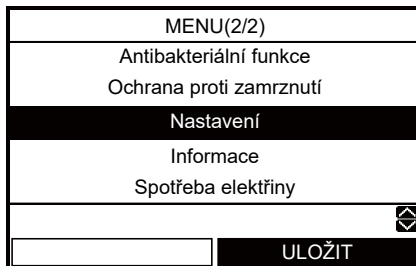 MENU(2/2)
Antibakteriální funkce
Ochrana proti zamrznutí
Nastavení
Informace
Spotřeba elektřiny
ULOŽIT